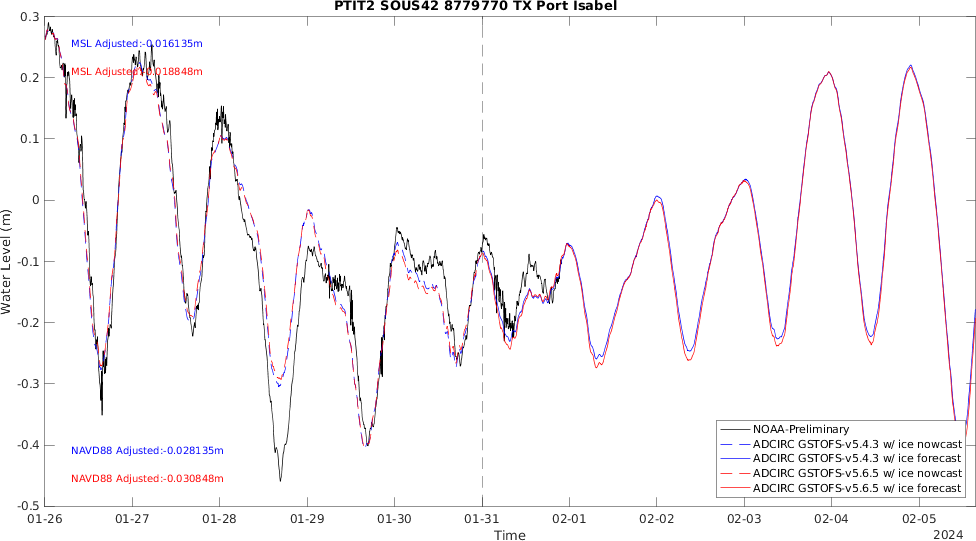 PTIT2 SOUS42 8779770 TX Port Isabel
0.3
0.2
0.1
0
-0.1
-0.2
-0.3
-0.4
-0.5
Water Level (m)
MSL Adjusted:-0.016135m
MSL Adjusted:-0.018848m
NAVD88 Adjusted:-0.028135m
NAVD88 Adjusted:-0.030848m
NOAA-Preliminary
ADCIRC GSTOFS-v5.4.3 w/ ice nowcast
ADCIRC GSTOFS-v5.4.3 w/ ice forecast
ADCIRC GSTOFS-v5.6.5 w/ ice nowcast
ADCIRC GSTOFS-v5.6.5 w/ ice forecast
01-26 01-27 01-28 01-29 01-30 01-31 02-01 02-02 02-03 02-04 02-05
Time
2024